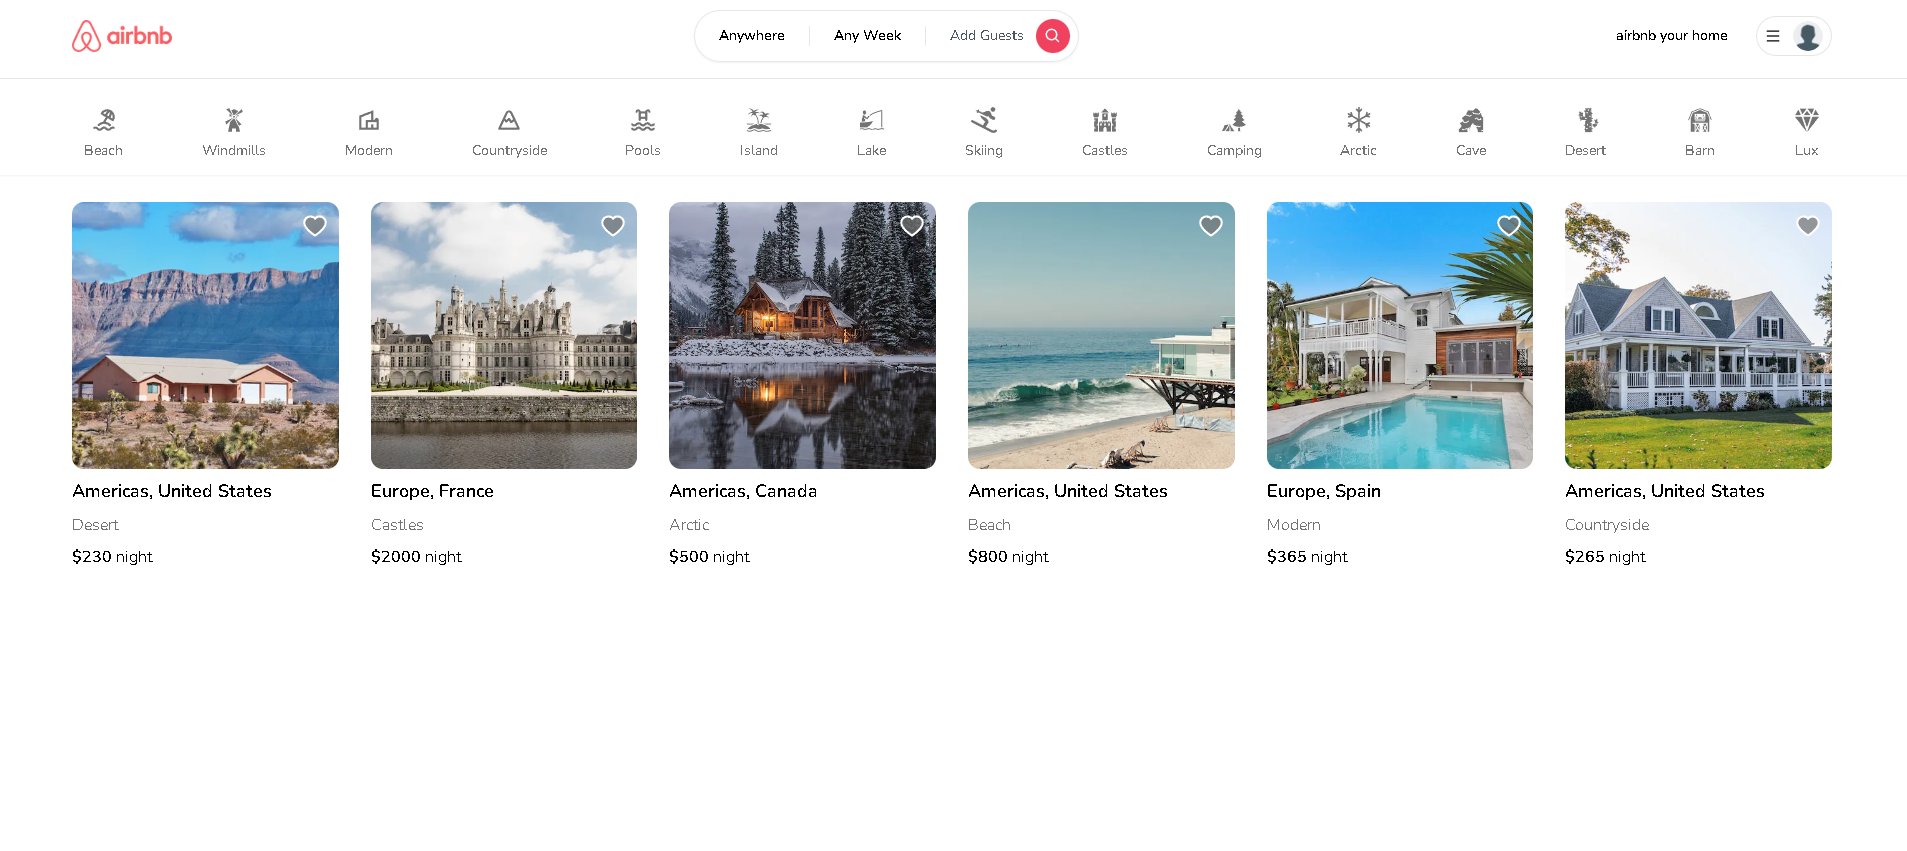 airbnb
Anywhere
Any Week
Add Guests
airbnb your home
Beach
Windmills
Modern
Countryside
Pools
Island
Lake
Skiing
Castles
Camping
Arctic
Cave
Desert
Barn
Lux
Americas, United States
Desert
$230 night
Europe, France
Castles
$2000 night
Americas, Canada
Arctic
$500 night
Americas, United States
Beach
$800 night
Europe, Spain
Modern
$365 night
Americas, United States
Countryside
$265 night